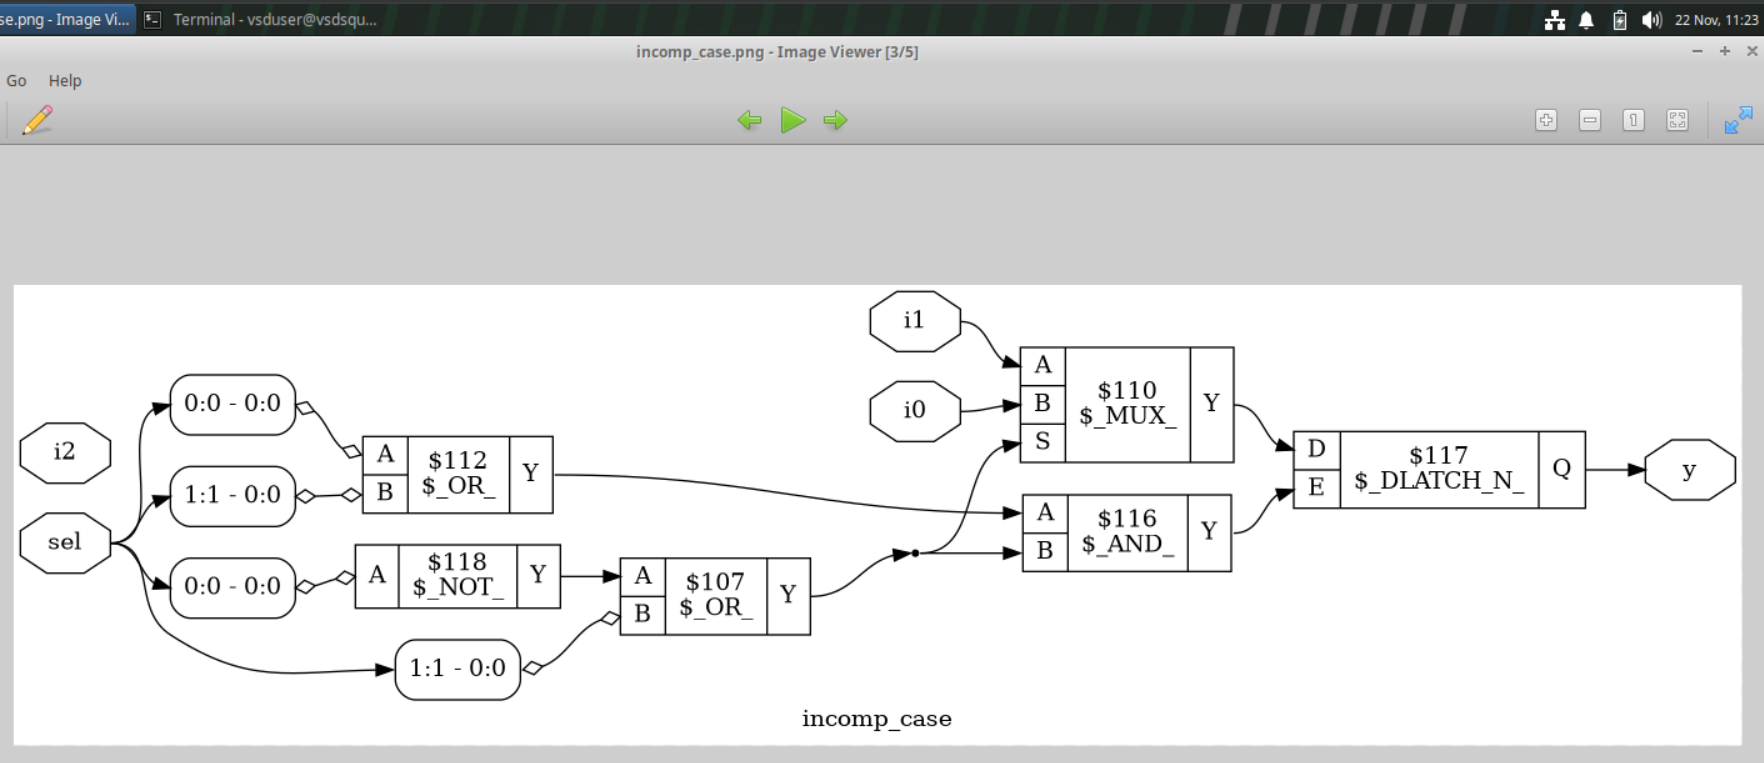 se.png - Image Vi...
Terminal - vsduser@vsdsqu...
22 Nov, 11:23
incomp_case.png - Image Viewer [3/5]
Go Help
1
i1
i0
A
B
S
$110
$_MUX_
Y
0:0 - 0:0
i2
1:1 - 0:0
A
B
$112
$_OR_
Y
D
E
$117
$_DLATCH_N_
Q
y
sel
A
B
$116
$_AND_
Y
0:0 - 0:0
A
$118
$_NOT_
Y
A
B
$107
$_OR_
Y
1:1 - 0:0
incomp_case